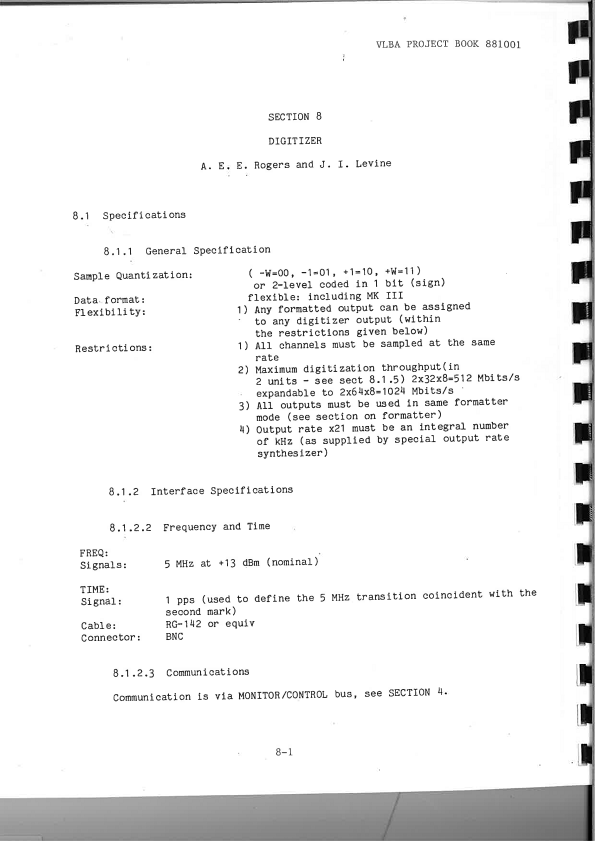 VLBA PROJECT BOOK 881001
SECTION 8
DIGITIZER
A. E. E. Rogers and J. I. Levine
8.1 Specifications
8.1.1 General Specification
Sample Quantization: ( -W=00, -1=01, +1=10, +W=11)
or 2-level coded in 1 bit (sign)
Data format: flexible: including MK III
Flexibility: 1) Any formatted output can be assigned
to any digitizer output (within
the restrictions given below)
Restrictions: 1) All channels must be sampled at the same
rate
2) Maximum digitization throughput(in
2 units - see sect 8.1.5) 2x32x8=512 Mbits/s
expandable to 2x64x8=1024 Mbits/s
3) All outputs must be used in same formatter
mode (see section on formatter)
4) Output rate x21 must be an integral number
of kHz (as supplied by special output rate
synthesizer)
8.1.2 Interface Specifications
8.1.2.2 Frequency and Time
FREQ:
Signals: 5 MHz at +13 dBm (nominal)
TIME:
Signal: 1 pps (used to define the 5 MHz transition coincident with the
second mark)
Cable: RG-142 or equiv
Connector: BNC
8.1.2.3 Communications
Communication is via MONITOR/CONTROL bus, see SECTION 4.
8-1